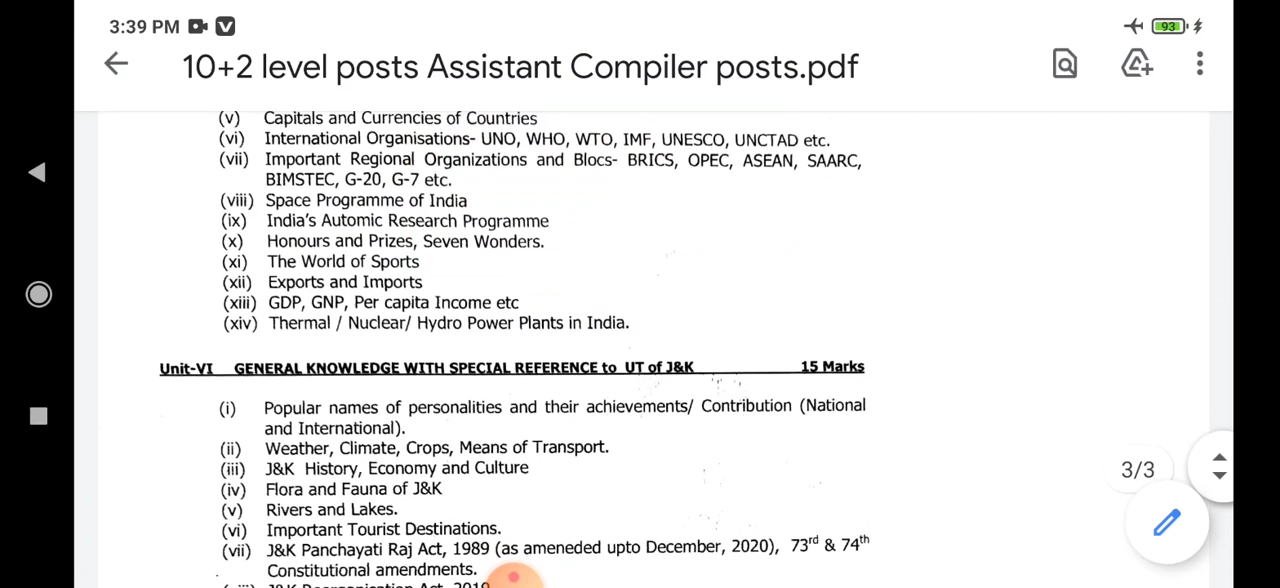 3:39 PM
93
10+2 level posts Assistant Compiler posts.pdf
(v) Capitals and Currencies of Countries
(vi) International Organisations- UNO, WHO, WTO, IMF, UNESCO, UNCTAD etc.
(vii) Important Regional Organizations and Blocs- BRICS, OPEC, ASEAN, SAARC,
BIMSTEC, G-20, G-7 etc.
(viii) Space Programme of India
(ix) India's Automic Research Programme
(x) Honours and Prizes, Seven Wonders.
(xi) The World of Sports
(xii) Exports and Imports
(xiii) GDP, GNP, Per capita Income etc
(xiv) Thermal / Nuclear/ Hydro Power Plants in India.
Unit-VI GENERAL KNOWLEDGE WITH SPECIAL REFERENCE to UT of J&K 15 Marks
(i) Popular names of personalities and their achievements/ Contribution (National
and International).
(ii) Weather, Climate, Crops, Means of Transport.
(iii) J&K History, Economy and Culture
(iv) Flora and Fauna of J&K
(v) Rivers and Lakes.
(vi) Important Tourist Destinations.
(vii) J&K Panchayati Raj Act, 1989 (as ameneded upto December, 2020), 73rd & 74th
Constitutional amendments.
J&K Reorganisation Act, 2019
3/3